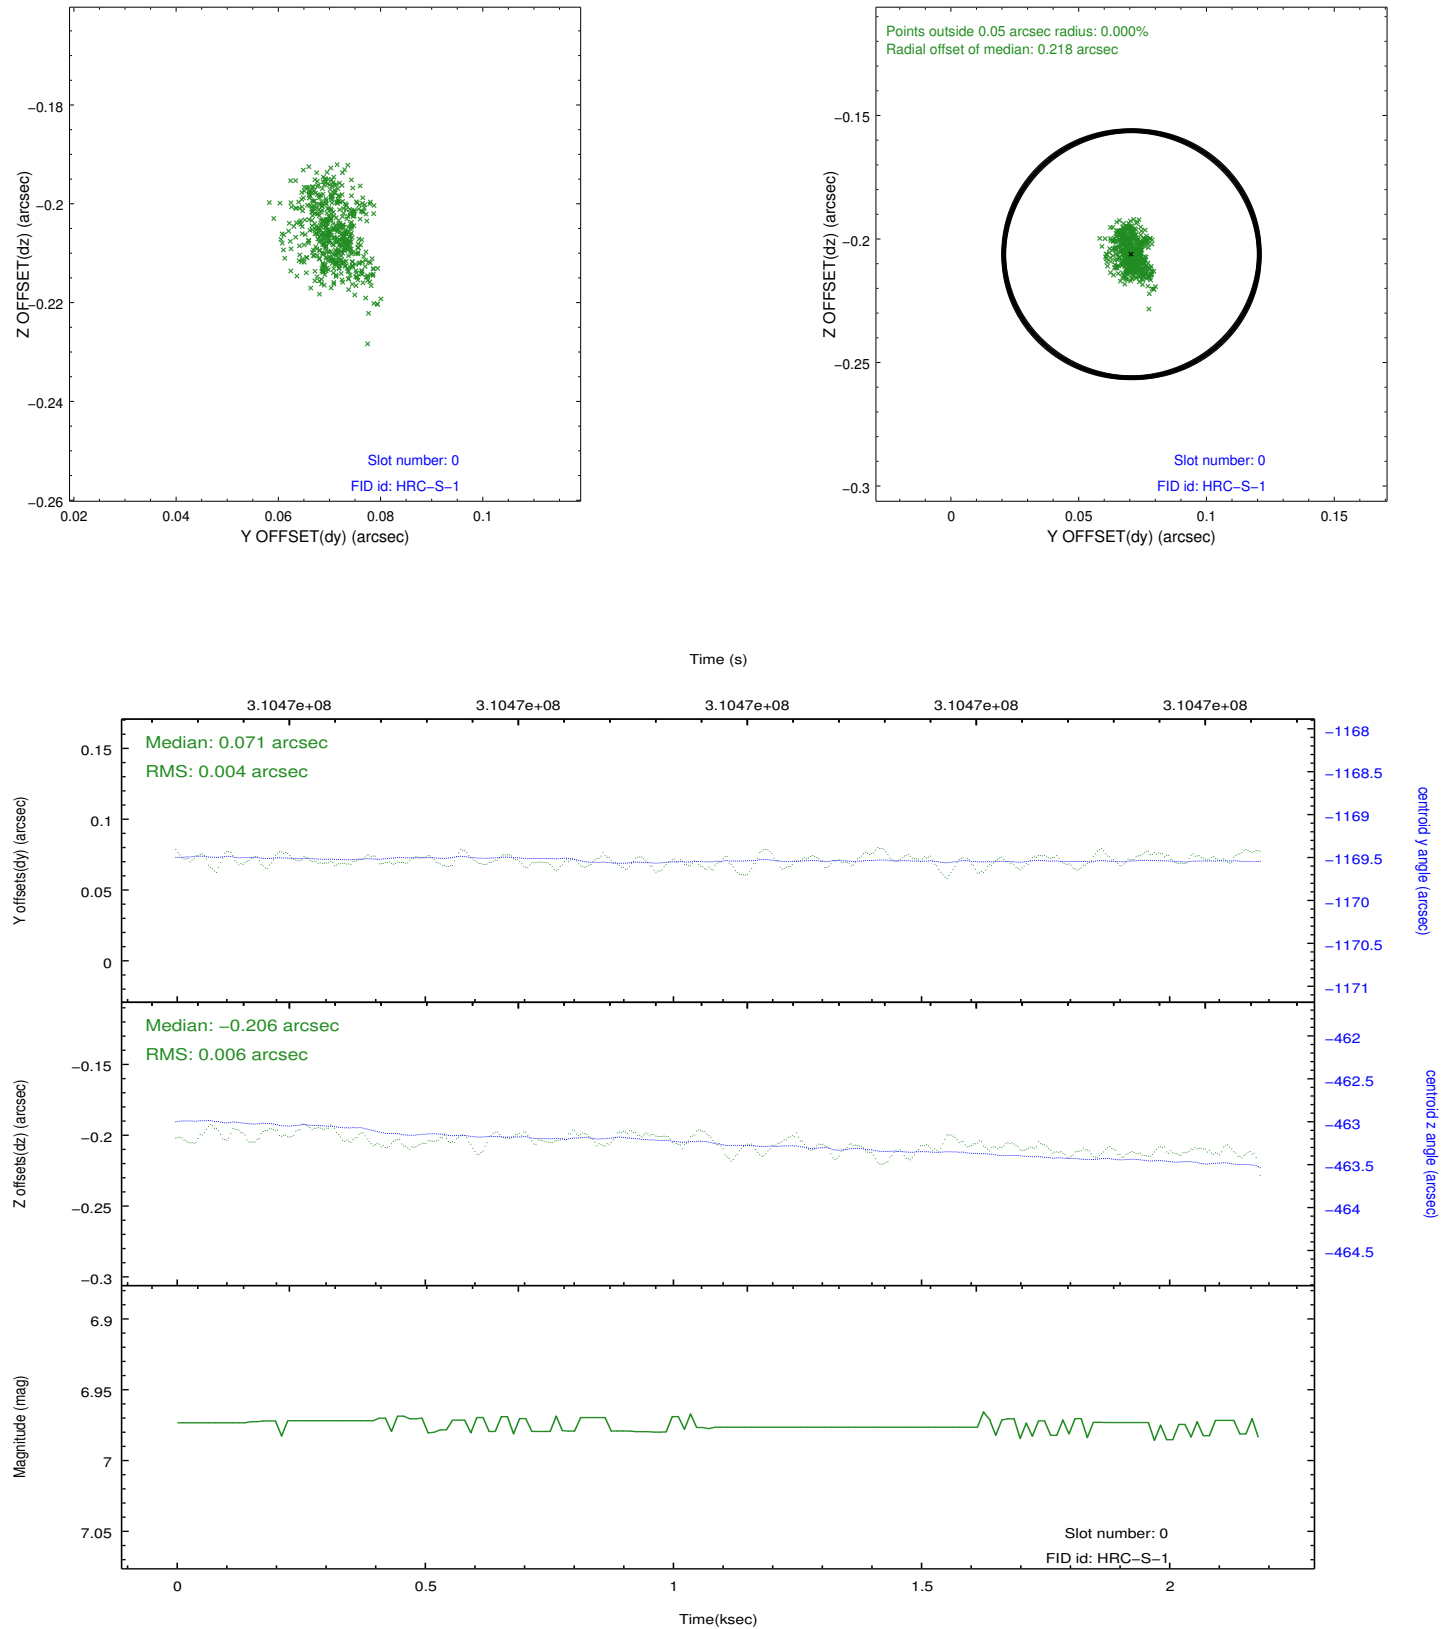 −0.18
−0.2
−0.22
−0.24
−0.26
Z OFFSET(dz) (arcsec)
Slot number: 0
FID id: HRC−S−1
0.02
0.04
0.06
0.08
0.1
Y OFFSET(dy) (arcsec)
Points outside 0.05 arcsec radius: 0.000%
Radial offset of median: 0.218 arcsec
−0.15
−0.2
−0.25
−0.3
Z OFFSET(dz) (arcsec)
Slot number: 0
FID id: HRC−S−1
0
0.05
0.1
0.15
Y OFFSET(dy) (arcsec)
Time (s)
3.1047e+08
3.1047e+08
3.1047e+08
3.1047e+08
3.1047e+08
Median: 0.071 arcsec
RMS: 0.004 arcsec
0.15
0.1
0.05
0
Y offsets(dy) (arcsec)
−1168
−1168.5
−1169
−1169.5
−1170
−1170.5
−1171
centroid y angle (arcsec)
Median: −0.206 arcsec
RMS: 0.006 arcsec
−0.15
−0.2
−0.25
−0.3
Z offsets(dz) (arcsec)
−462
−462.5
−463
−463.5
−464
−464.5
centroid z angle (arcsec)
6.9
6.95
7
7.05
Magnitude (mag)
Slot number: 0
FID id: HRC−S−1
0
0.5
1
1.5
2
Time(ksec)